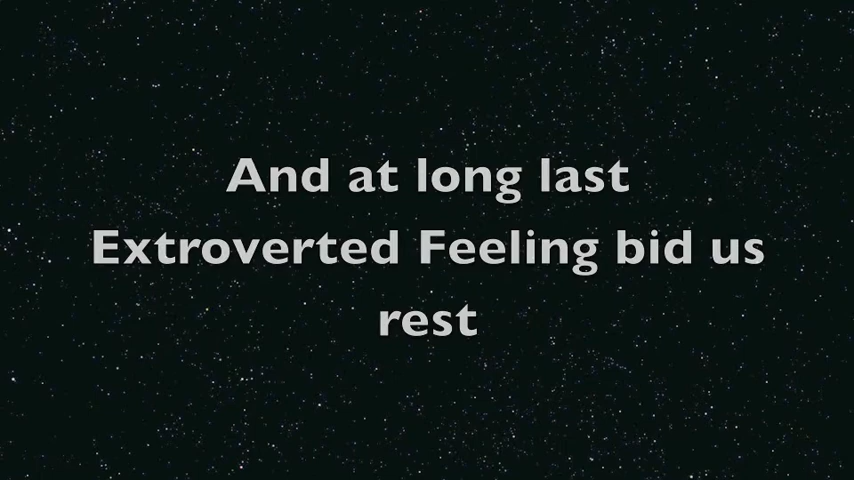 And at long last
Extroverted Feeling bid us
rest